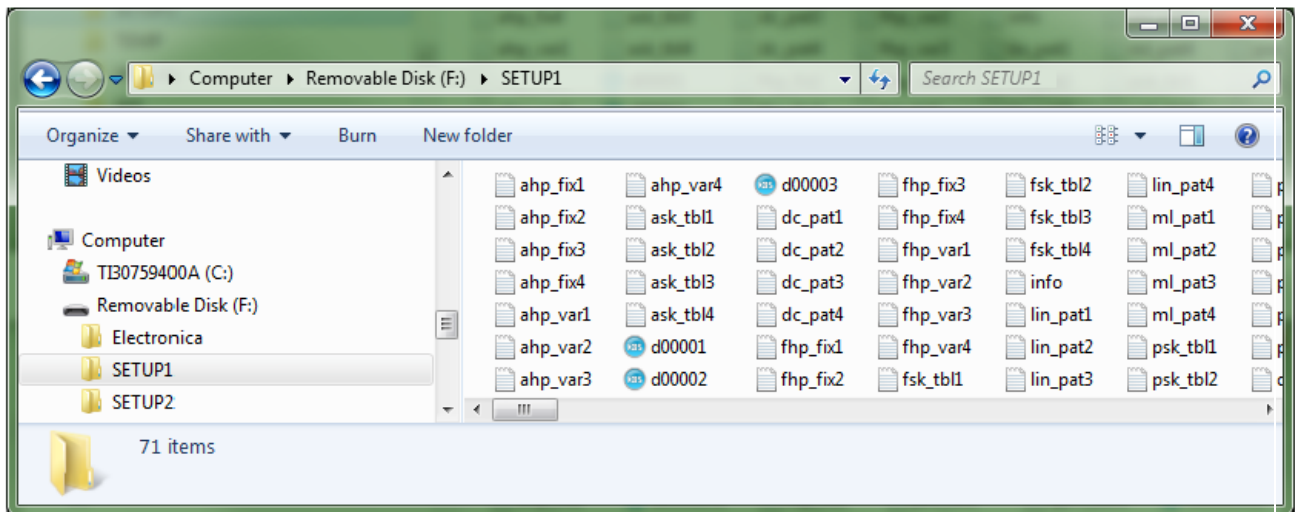 Computer ▸ Removable Disk (F:) ▸ SETUP1
Search SETUP1
Organize Share with Burn New folder
Videos
Computer
TI30759400A (C:)
Removable Disk (F:)
Electronica
SETUP1
SETUP2
ahp_fix1 ahp_var4 d00003 fhp_fix3 fsk_tbl2 lin_pat4
ahp_fix2 ask_tbl1 dc_pat1 fhp_fix4 fsk_tbl3 ml_pat1
ahp_fix3 ask_tbl2 dc_pat2 fhp_var1 fsk_tbl4 ml_pat2
ahp_fix4 ask_tbl3 dc_pat3 fhp_var2 info ml_pat3
ahp_var1 ask_tbl4 dc_pat4 fhp_var3 lin_pat1 ml_pat4
ahp_var2 d00001 fhp_fix1 fhp_var4 lin_pat2 psk_tbl1
ahp_var3 d00002 fhp_fix2 fsk_tbl1 lin_pat3 psk_tbl2
71 items